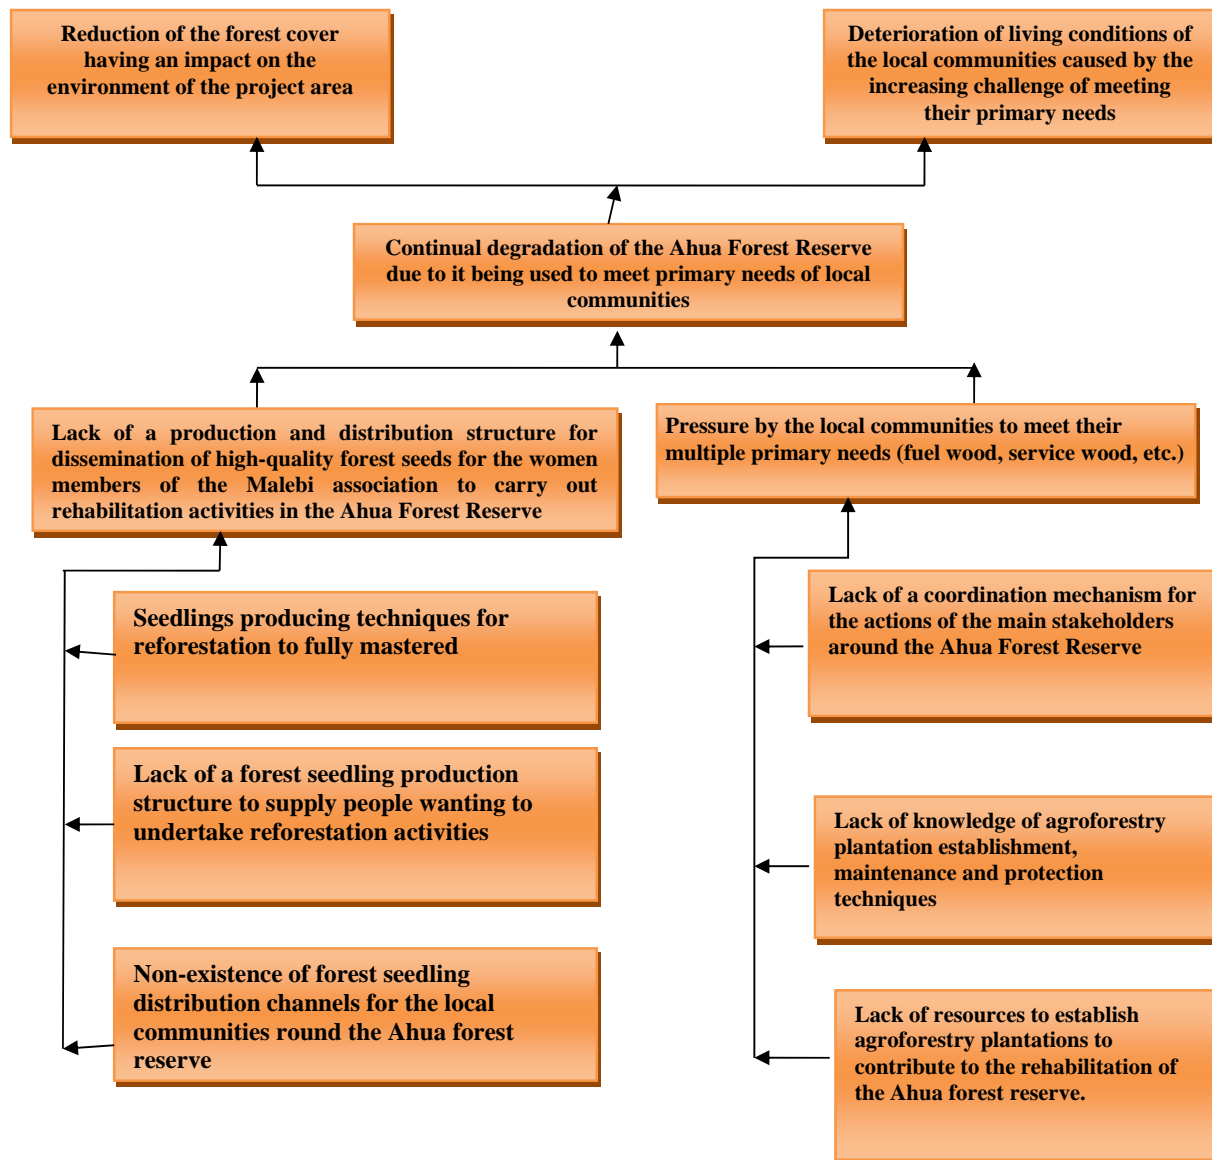 Reduction of the forest cover
having an impact on the
environment of the project area
Deterioration of living conditions of
the local communities caused by the
increasing challenge of meeting
their primary needs
Continual degradation of the Ahua Forest Reserve
due to it being used to meet primary needs of local
communities
Lack of a production and distribution structure for
dissemination of high-quality forest seeds for the women
members of the Malebi association to carry out
rehabilitation activities in the Ahua Forest Reserve
Pressure by the local communities to meet their
multiple primary needs (fuel wood, service wood, etc.)
Seedlings producing techniques for
reforestation to fully mastered
Lack of a forest seedling production
structure to supply people wanting to
undertake reforestation activities
Non-existence of forest seedling
distribution channels for the local
communities round the Ahua forest
reserve
Lack of a coordination mechanism for
the actions of the main stakeholders
around the Ahua Forest Reserve
Lack of knowledge of agroforestry
plantation establishment,
maintenance and protection
techniques
Lack of resources to establish
agroforestry plantations to
contribute to the rehabilitation of
the Ahua forest reserve.